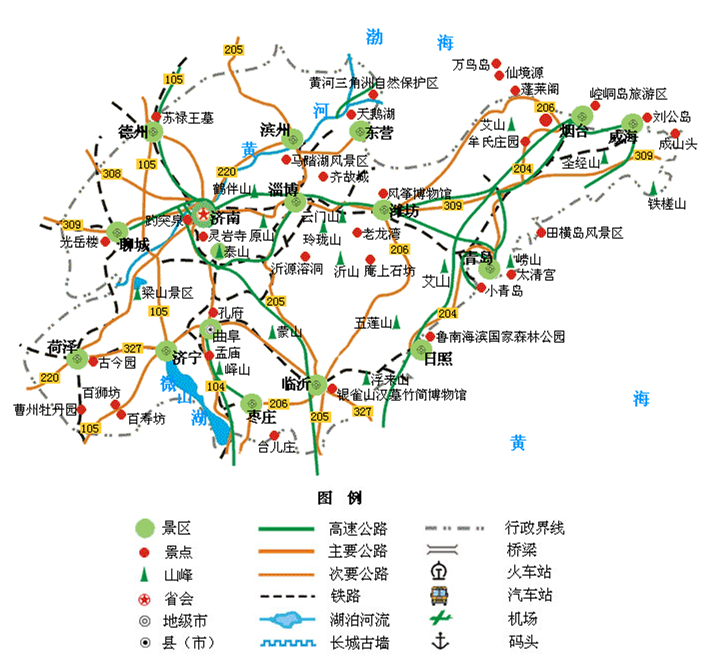 渤
海
205
万鸟岛
仙境源
105
黄河三角洲自然保护区
蓬莱阁
崆峒岛旅游区
206
苏禄王墓
河
天鹅湖
艾山
烟台
刘公岛
德州
滨州
东营
牟氏庄园
威海
成山头
黄
马踏湖风景区
圣经山
309
105
220
204
308
鹤伴山
淄博
齐故城
风筝博物馆
铁槎山
309
趵突泉
济南
云门山
潍坊
309
光岳楼
聊城
灵岩寺
原山
玲珑山
老龙湾
田横岛风景区
泰山
206
青岛
崂山
沂源溶洞
沂山
庵上石坊
艾山
太清宫
梁山景区
小青岛
205
105
孔府
204
曲阜
蒙山
五莲山
菏泽
327
济宁
鲁南海滨国家森林公园
古今园
孟庙
日照
220
峄山
微
山
湖
104
临沂
浮来山
百狮坊
银雀山汉墓竹简博物馆
曹州牡丹园
百寿坊
枣庄
206
205
327
海
105
台儿庄
黄
图 例
景区
高速公路
行政界线
景点
主要公路
桥梁
山峰
次要公路
火车站
省会
铁路
汽车站
地级市
湖泊河流
机场
县（市）
长城古墙
码头